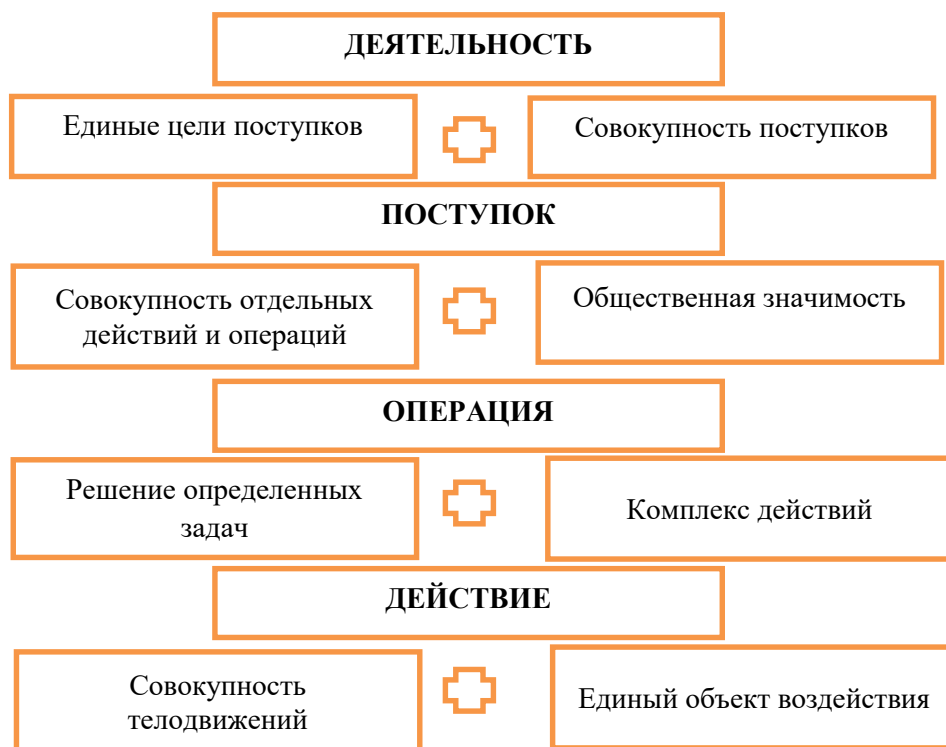 ДЕЯТЕЛЬНОСТЬ
Единые цели поступков
Совокупность поступков
ПОСТУПОК
Совокупность отдельных
действий и операций
Общественная значимость
ОПЕРАЦИЯ
Решение определенных
задач
Комплекс действий
ДЕЙСТВИЕ
Совокупность
телодвижений
Единый объект воздействия